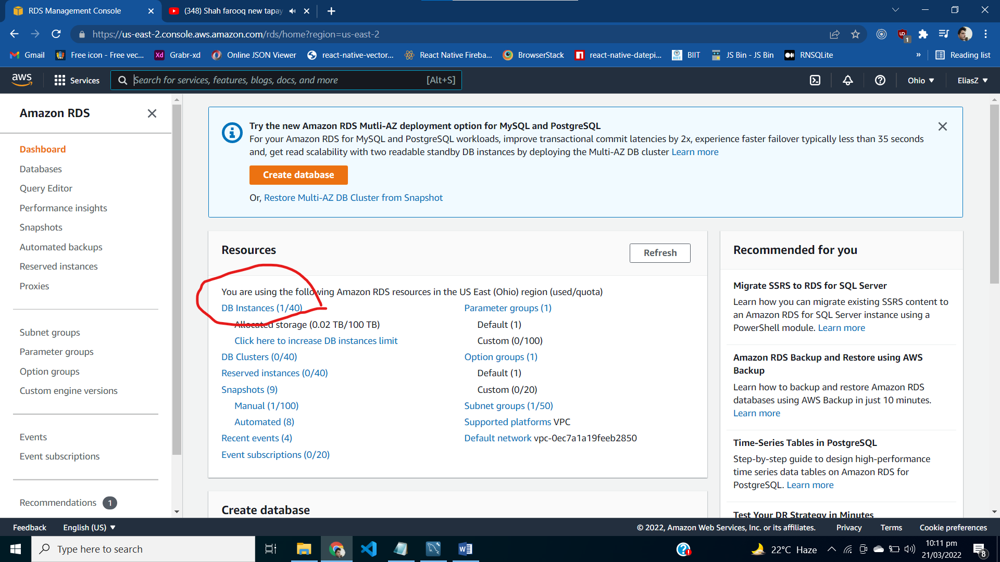 RDS Management Console
(348) Shah farooq new tapay
https://us-east-2.console.aws.amazon.com/rds/home?region=us-east-2
Gmail Free icon - Free vec... Xd Grabr-xd Online JSON Viewer react-native-vector... React Native Fireba... BrowserStack react-native-datepi... BIIT JS Bin - JS Bin RNSQLite » Reading list
aws Services Search for services, features, blogs, docs, and more [Alt+S] Ohio EliasZ
Amazon RDS
Dashboard
Databases
Query Editor
Performance insights
Snapshots
Automated backups
Reserved instances
Proxies
Subnet groups
Parameter groups
Option groups
Custom engine versions
Events
Event subscriptions
Recommendations 1
Try the new Amazon RDS Mutli-AZ deployment option for MySQL and PostgreSQL
For your Amazon RDS for MySQL and PostgreSQL workloads, improve transactional commit latencies by 2x, experience faster failover typically less than 35 seconds
and, get read scalability with two readable standby DB instances by deploying the Multi-AZ DB cluster Learn more
Create database
Or, Restore Multi-AZ DB Cluster from Snapshot
Resources
Refresh
You are using the following Amazon RDS resources in the US East (Ohio) region (used/quota)
DB Instances (1/40)
Allocated storage (0.02 TB/100 TB)
Click here to increase DB instances limit
DB Clusters (0/40)
Reserved instances (0/40)
Snapshots (9)
Manual (1/100)
Automated (8)
Recent events (4)
Event subscriptions (0/20)
Parameter groups (1)
Default (1)
Custom (0/100)
Option groups (1)
Default (1)
Custom (0/20)
Subnet groups (1/50)
Supported platforms VPC
Default network vpc-0ec7a1a19feeb2850
Create database
Recommended for you
Migrate SSRS to RDS for SQL Server
Learn how you can migrate existing SSRS content to
an Amazon RDS for SQL Server instance using a
PowerShell module. Learn more
Amazon RDS Backup and Restore using AWS
Backup
Learn how to backup and restore Amazon RDS
databases using AWS Backup in just 10 minutes.
Learn more
Time-Series Tables in PostgreSQL
Step-by-step guide to design high-performance
time series data tables on Amazon RDS for
PostgreSQL. Learn more
Test Your DR Strategy in Minutes
Feedback English (US) © 2022, Amazon Web Services, Inc. or its affiliates. Privacy Terms Cookie preferences
Type here to search
22°C Haze
10:11 pm
21/03/2022
8